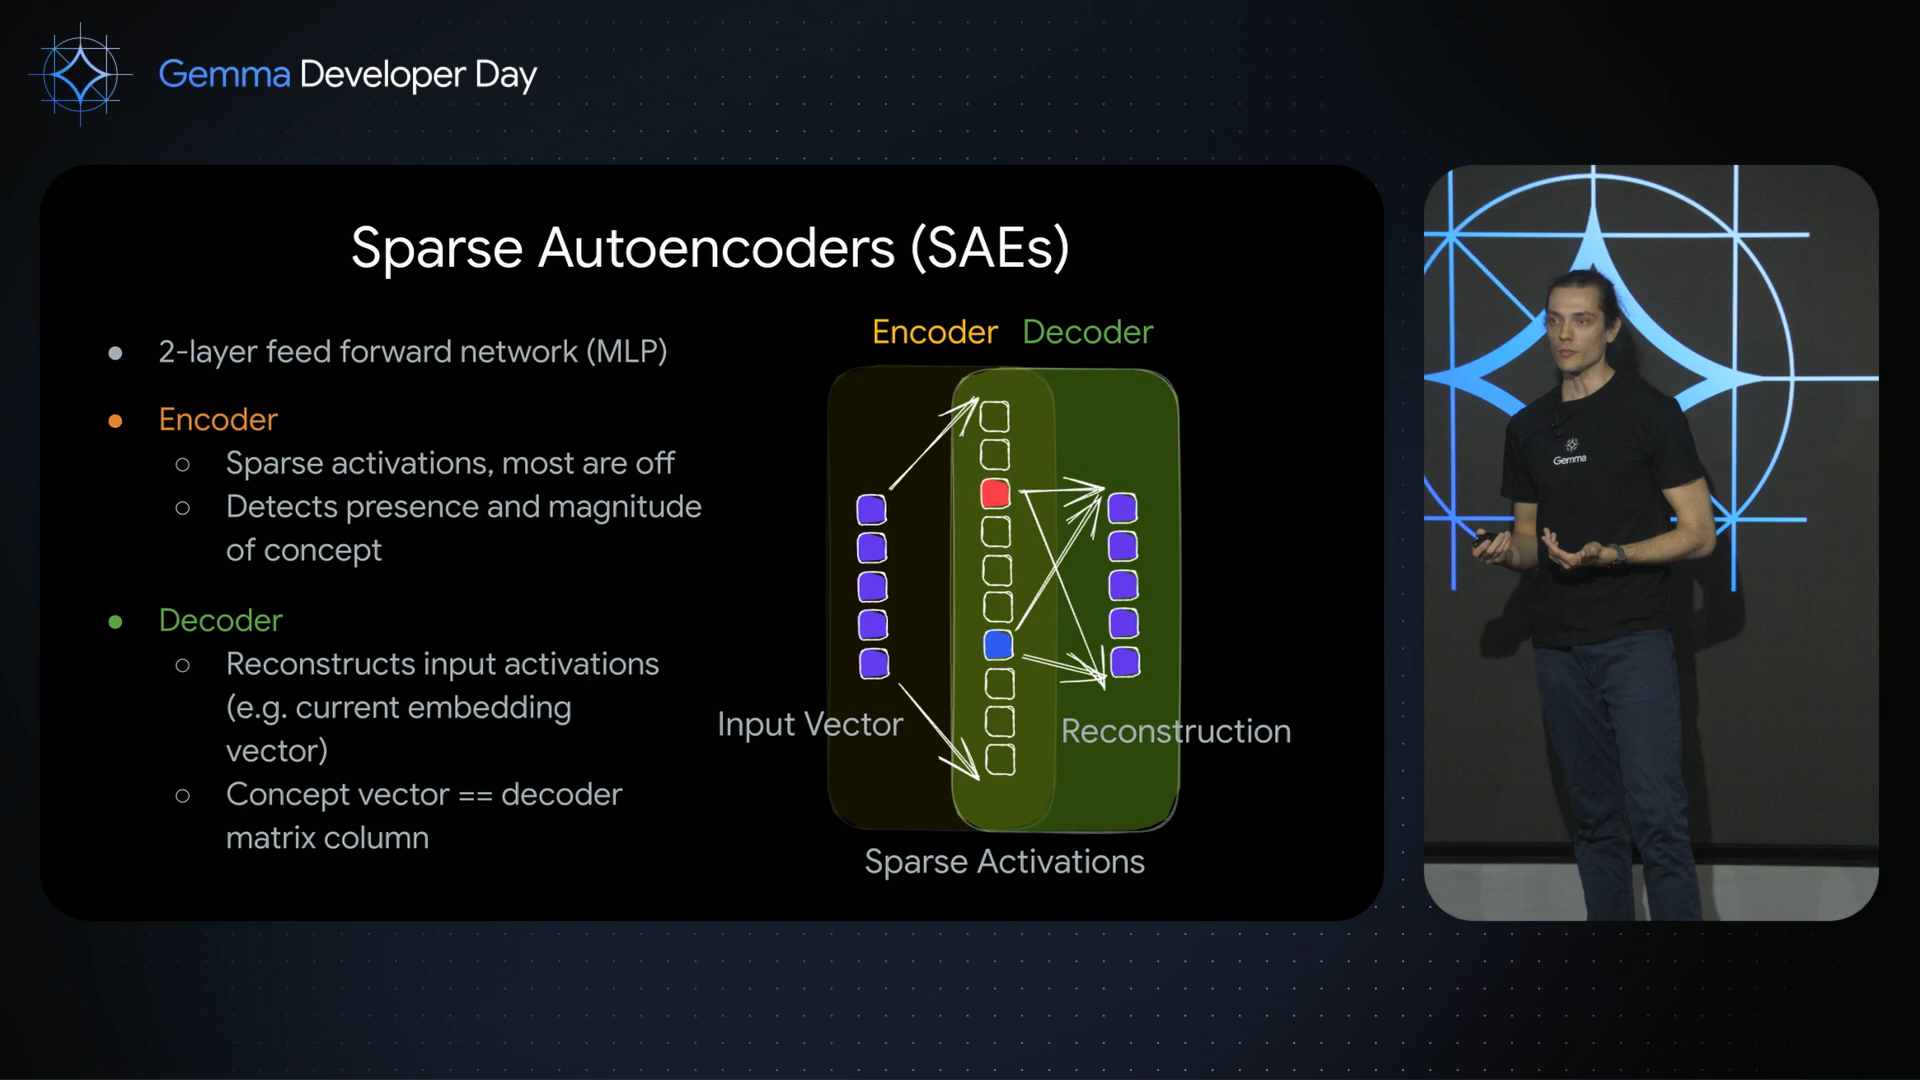 Gemma Developer Day
Sparse Autoencoders (SAEs)
2-layer feed forward network (MLP)
Encoder
Sparse activations, most are off
Detects presence and magnitude
of concept
Decoder
Reconstructs input activations
(e.g. current embedding
vector)
Concept vector == decoder
matrix column
Encoder Decoder
Input Vector
Reconstruction
Sparse Activations
Gemma